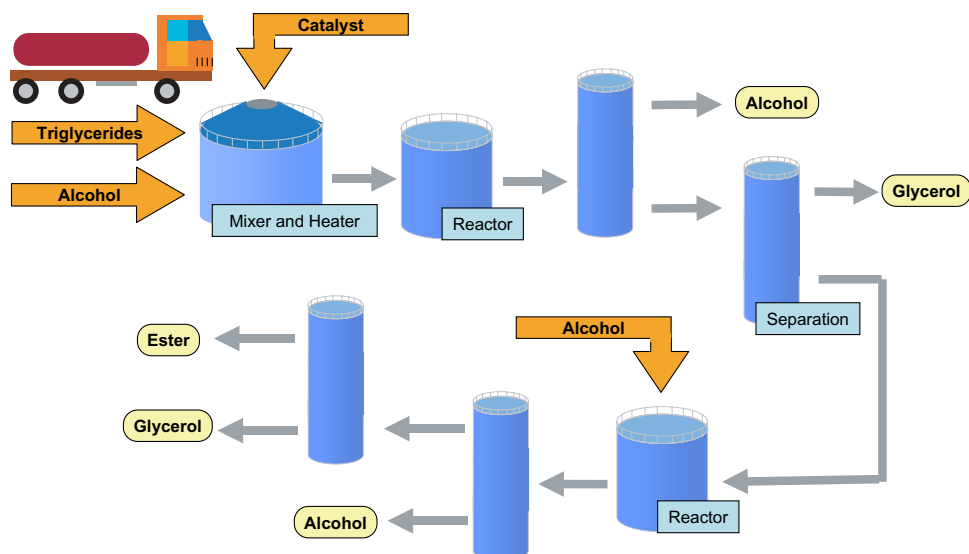 Catalyst
Triglycerides
Alcohol
Mixer and Heater
Reactor
Alcohol
Glycerol
Separation
Alcohol
Reactor
Ester
Glycerol
Alcohol